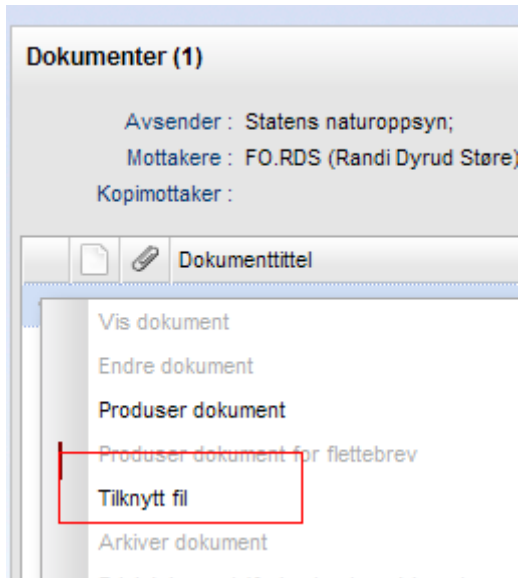 Dokumenter (1)
Avsender : Statens naturoppsyn;
Mottakere : FO.RDS (Randi Dyrud Støre)
Kopimottaker :
Dokumenttittel
Vis dokument
Endre dokument
Produser dokument
Produser dokument for flettebrev
Tilknytt fil
Arkiver dokument